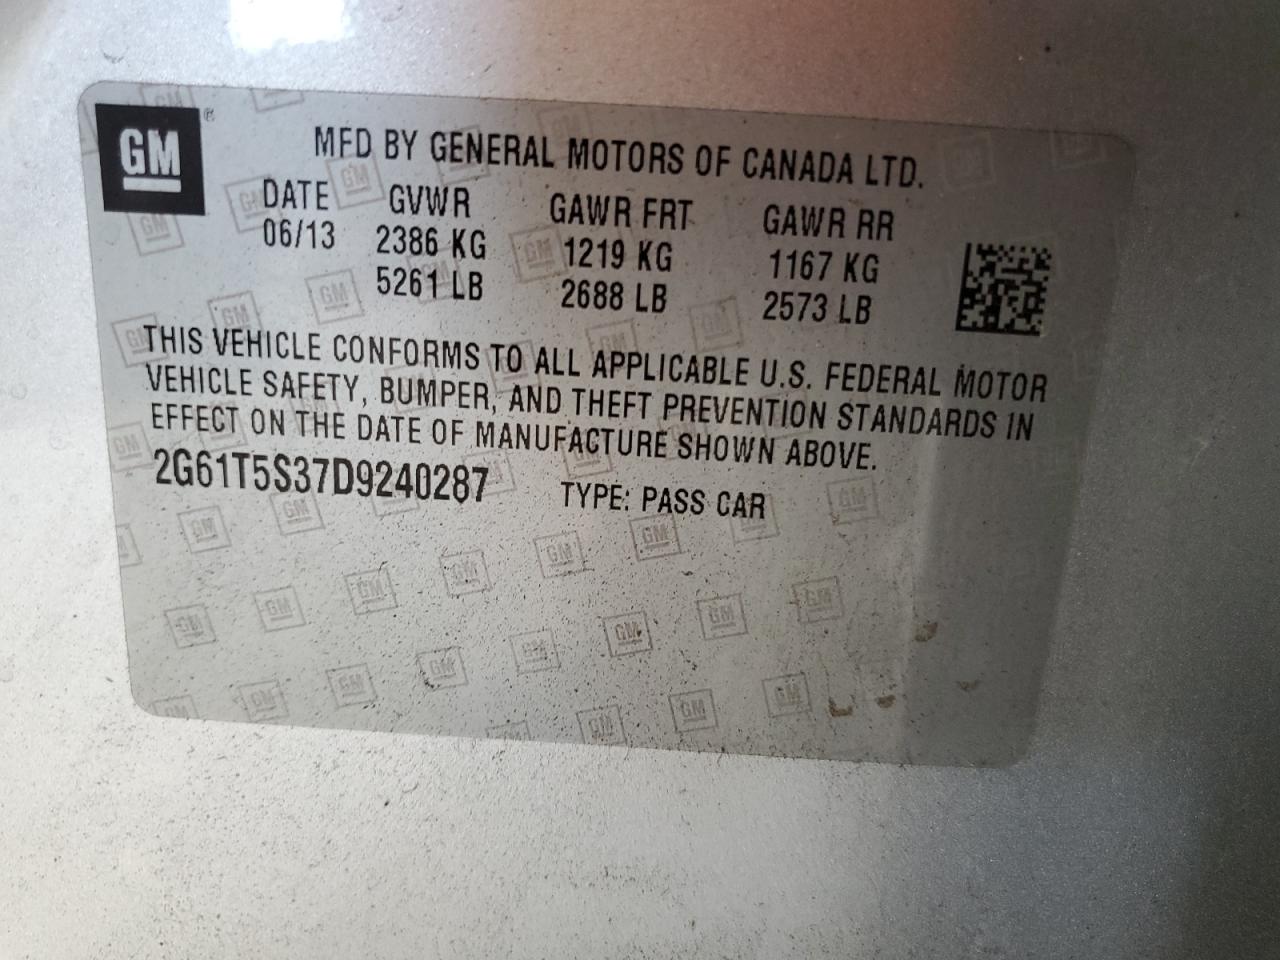 GM ®
MFD BY GENERAL MOTORS OF CANADA LTD.
DATE GVWR GAWR FRT GAWR RR
06/13 2386 KG 1219 KG 1167 KG
5261 LB 2688 LB 2573 LB
THIS VEHICLE CONFORMS TO ALL APPLICABLE U.S. FEDERAL MOTOR
VEHICLE SAFETY, BUMPER, AND THEFT PREVENTION STANDARDS IN
EFFECT ON THE DATE OF MANUFACTURE SHOWN ABOVE.
2G61T5S37D9240287 TYPE: PASS CAR